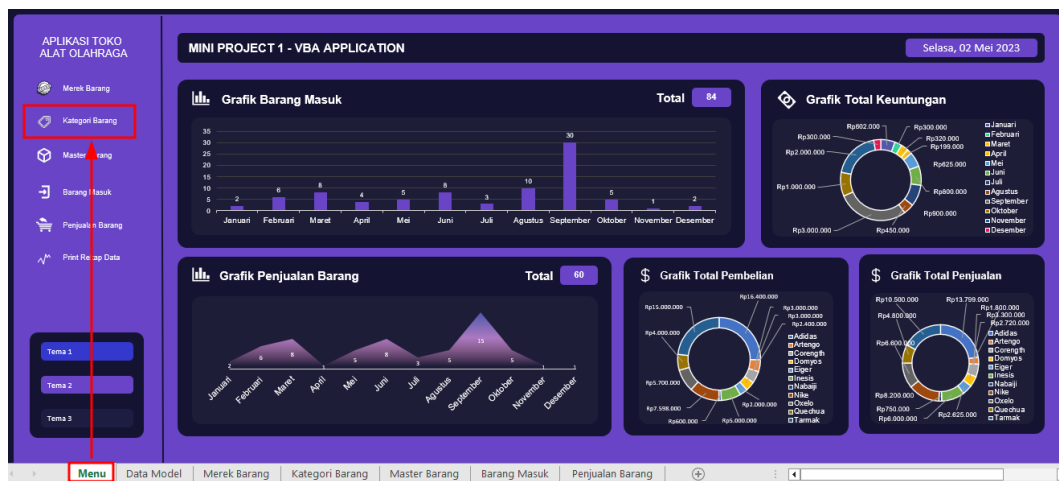 APLIKASI TOKO
ALAT OLAHRAGA
Merek Barang
Kategori Barang
Master Barang
Barang Masuk
Penjualan Barang
Print Recap Data
Tema 1
Tema 2
Tema 3
MINI PROJECT 1 - VBA APPLICATION
Selasa, 02 Mei 2023
Grafik Barang Masuk
Total 84
35
30
25
20
15
10
5
0
2 6 8 4 5 8 3 10 30 5 1 2
Januari Februari Maret April Mei Juni Juli Agustus September Oktober November Desember
Grafik Total Keuntungan
Rp602.000
Rp300.000
Rp320.000
Rp199.000
Rp625.000
Rp800.000
Rp900.000
Rp450.000
Rp3.000.000
Rp1.000.000
Rp2.000.000
Rp300.000
Januari
Februari
Maret
April
Mei
Juni
Juli
Agustus
September
Oktober
November
Desember
Grafik Penjualan Barang
Total 60
2 6 8 1 5 8 3 5 15 5 1 1
Januari Februari Maret April Mei Juni Juli Agustus September Oktober November Desember
$ Grafik Total Pembelian
Rp16.400.000
Rp3.000.000
Rp3.000.000
Rp2.400.000
Rp2.000.000
Rp5.000.000
Rp600.000
Rp7.598.000
Rp5.700.000
Rp4.000.000
Rp15.000.000
Adidas
Artengo
Corength
Domyos
Eiger
Inesis
Nabaiji
Nike
Oxelo
Quechua
Tarmak
$ Grafik Total Penjualan
Rp13.799.000
Rp1.800.000
Rp3.300.000
Rp2.720.000
Rp2.625.000
Rp6.000.000
Rp750.000
Rp8.200.000
Rp4.800.000
Rp10.500.000
Adidas
Artengo
Corength
Domyos
Eiger
Inesis
Nabaiji
Nike
Oxelo
Quechua
Tarmak
Menu Data Model Merek Barang Kategori Barang Master Barang Barang Masuk Penjualan Barang